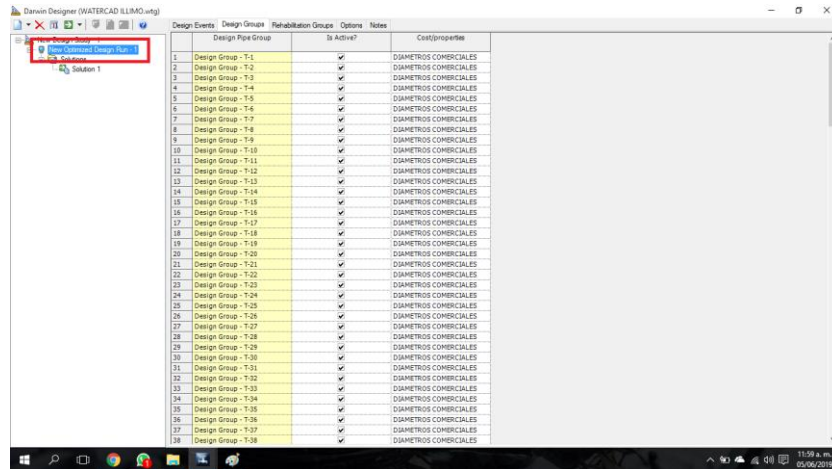 Darwin Designer (WATERCAD ILLIMO.wtg)
Design Events Design Groups Rehabilitation Groups Options Notes
New Design Study - 1
New Optimized Design Run - 1
Solutions
Solution 1
Design Pipe Group Is Active? Cost/properties
1 Design Group - T-1 DIAMETROS COMERCIALES
2 Design Group - T-2 DIAMETROS COMERCIALES
3 Design Group - T-3 DIAMETROS COMERCIALES
4 Design Group - T-4 DIAMETROS COMERCIALES
5 Design Group - T-5 DIAMETROS COMERCIALES
6 Design Group - T-6 DIAMETROS COMERCIALES
7 Design Group - T-7 DIAMETROS COMERCIALES
8 Design Group - T-8 DIAMETROS COMERCIALES
9 Design Group - T-9 DIAMETROS COMERCIALES
10 Design Group - T-10 DIAMETROS COMERCIALES
11 Design Group - T-11 DIAMETROS COMERCIALES
12 Design Group - T-12 DIAMETROS COMERCIALES
13 Design Group - T-13 DIAMETROS COMERCIALES
14 Design Group - T-14 DIAMETROS COMERCIALES
15 Design Group - T-15 DIAMETROS COMERCIALES
16 Design Group - T-16 DIAMETROS COMERCIALES
17 Design Group - T-17 DIAMETROS COMERCIALES
18 Design Group - T-18 DIAMETROS COMERCIALES
19 Design Group - T-19 DIAMETROS COMERCIALES
20 Design Group - T-20 DIAMETROS COMERCIALES
21 Design Group - T-21 DIAMETROS COMERCIALES
22 Design Group - T-22 DIAMETROS COMERCIALES
23 Design Group - T-23 DIAMETROS COMERCIALES
24 Design Group - T-24 DIAMETROS COMERCIALES
25 Design Group - T-25 DIAMETROS COMERCIALES
26 Design Group - T-26 DIAMETROS COMERCIALES
27 Design Group - T-27 DIAMETROS COMERCIALES
28 Design Group - T-28 DIAMETROS COMERCIALES
29 Design Group - T-29 DIAMETROS COMERCIALES
30 Design Group - T-30 DIAMETROS COMERCIALES
31 Design Group - T-31 DIAMETROS COMERCIALES
32 Design Group - T-32 DIAMETROS COMERCIALES
33 Design Group - T-33 DIAMETROS COMERCIALES
34 Design Group - T-34 DIAMETROS COMERCIALES
35 Design Group - T-35 DIAMETROS COMERCIALES
36 Design Group - T-36 DIAMETROS COMERCIALES
37 Design Group - T-37 DIAMETROS COMERCIALES
38 Design Group - T-38 DIAMETROS COMERCIALES
11:59 a. m.
05/06/2019